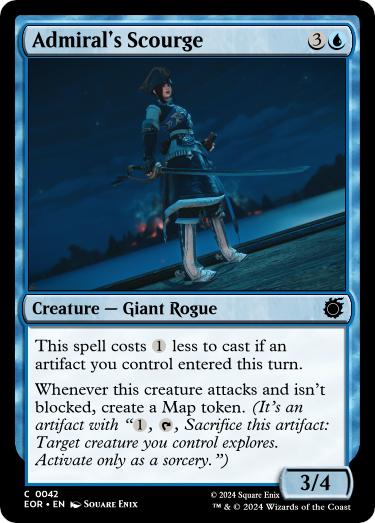 Admiral's Scourge 3
Creature — Giant Rogue
This spell costs 1 less to cast if an
artifact you control entered this turn.
Whenever this creature attacks and isn't
blocked, create a Map token. (It's an
artifact with “1, T, Sacrifice this artifact:
Target creature you control explores.
Activate only as a sorcery.”)
3/4
C 0042
EOR • EN Square Enix
© 2024 Square Enix
™ & © 2024 Wizards of the Coast